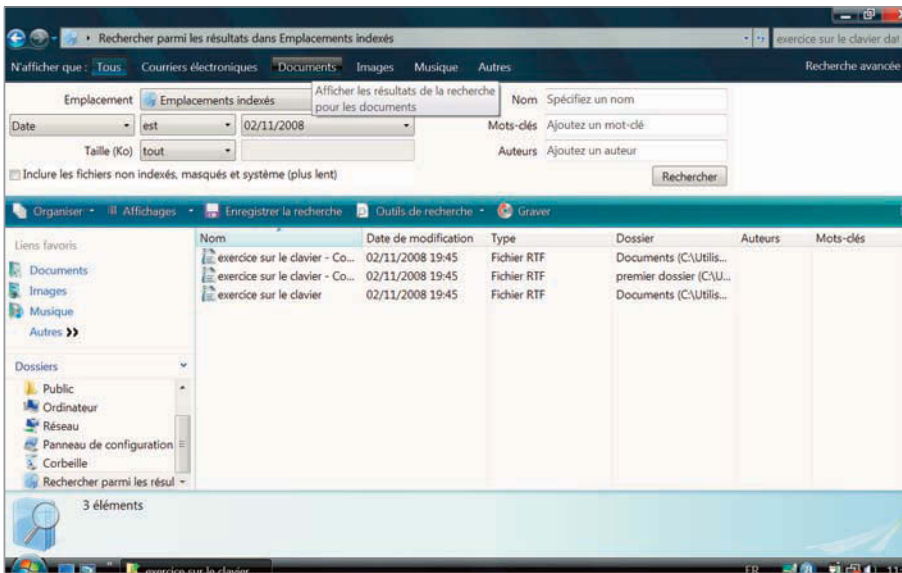 Rechercher parmi les résultats dans Emplacements indexés
exercice sur le clavier dat
N'afficher que : Tous Courriers électroniques Documents Images Musique Autres Recherche avancée
Afficher les résultats de la recherche
pour les documents
Emplacement Emplacements indexés Nom Spécifiez un nom
Date est 02/11/2008 Mots-clés Ajoutez un mot-clé
Taille (Ko) tout Auteurs Ajoutez un auteur
Inclure les fichiers non indexés, masqués et système (plus lent) Rechercher
Organiser Affichages Enregistrer la recherche Outils de recherche Graver
Liens favoris
Documents
Images
Musique
Autres
Nom Date de modification Type Dossier Auteurs Mots-clés
exercice sur le clavier - Co... 02/11/2008 19:45 Fichier RTF Documents (C:\Utilis...
exercice sur le clavier - Co... 02/11/2008 19:45 Fichier RTF premier dossier (C:\U...
exercice sur le clavier 02/11/2008 19:45 Fichier RTF Documents (C:\Utilis...
Dossiers
Public
Ordinateur
Réseau
Panneau de configuration
Corbeille
Rechercher parmi les résul
3 éléments
exercice sur le clavier
FR 11: